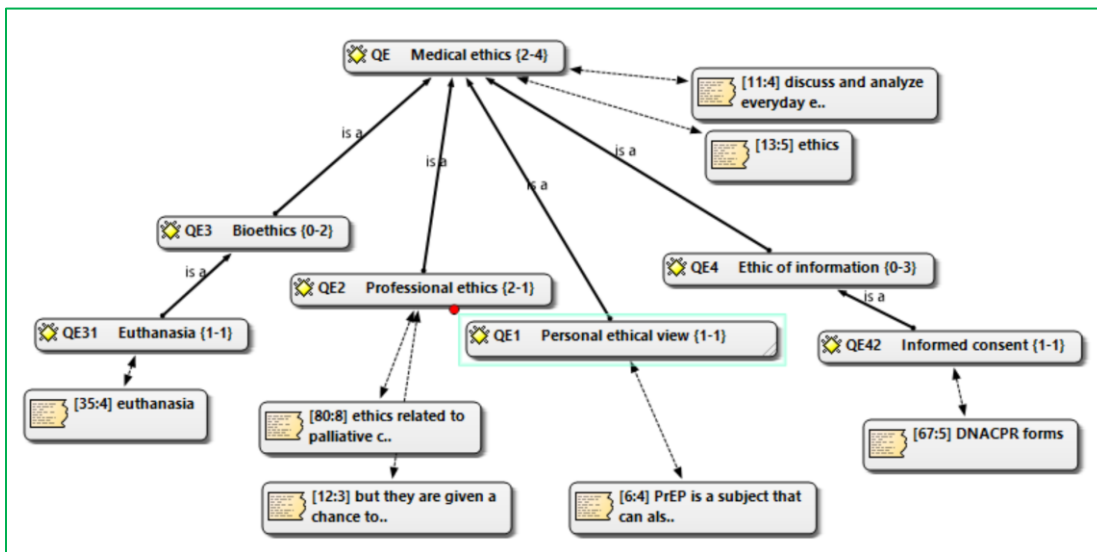 QE Medical ethics {2-4}
[11:4] discuss and analyze
everyday e..
[13:5] ethics
is a
is a
is a
is a
QE3 Bioethics {0-2}
QE4 Ethic of information {0-3}
is a
QE2 Professional ethics {2-1}
is a
QE31 Euthanasia {1-1}
QE1 Personal ethical view {1-1}
QE42 Informed consent {1-1}
[35:4] euthanasia
[80:8] ethics related to
palliative c..
[67:5] DNACPR forms
[12:3] but they are given a
chance to..
[6:4] PrEP is a subject that
can als..